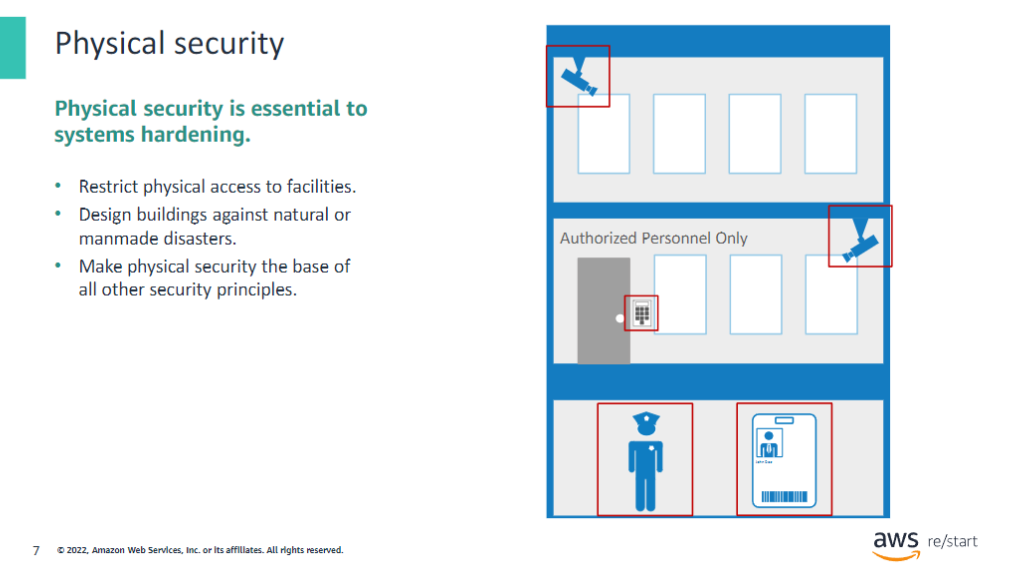 Physical security
Physical security is essential to
systems hardening.
• Restrict physical access to facilities.
• Design buildings against natural or
manmade disasters.
• Make physical security the base of
all other security principles.
Authorized Personnel Only
John Doe
7
© 2022, Amazon Web Services, Inc. or its affiliates. All rights reserved.
aws re/start